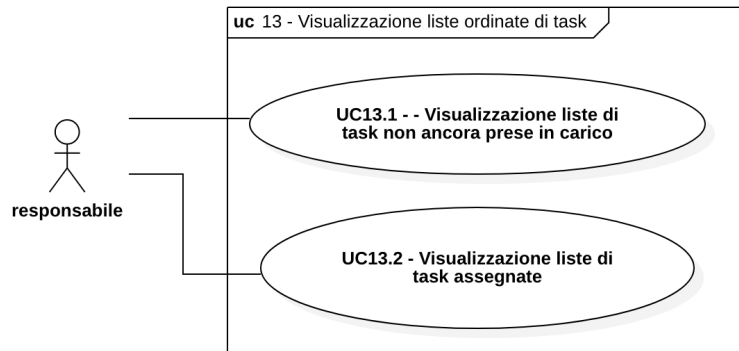 uc 13 - Visualizzazione liste ordinate di task
UC13.1 - - Visualizzazione liste di
task non ancora prese in carico
responsabile
UC13.2 - Visualizzazione liste di
task assegnate